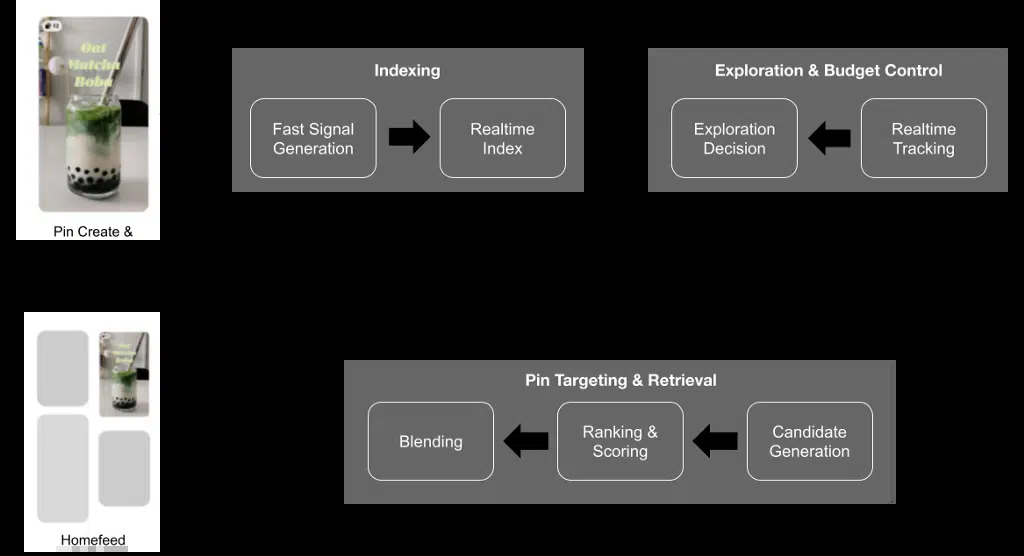 Oat
Matcha
Boba
Pin Create &
Indexing
Fast Signal
Generation
Realtime
Index
Exploration & Budget Control
Exploration
Decision
Realtime
Tracking
Homefeed
Pin Targeting & Retrieval
Blending
Ranking &
Scoring
Candidate
Generation